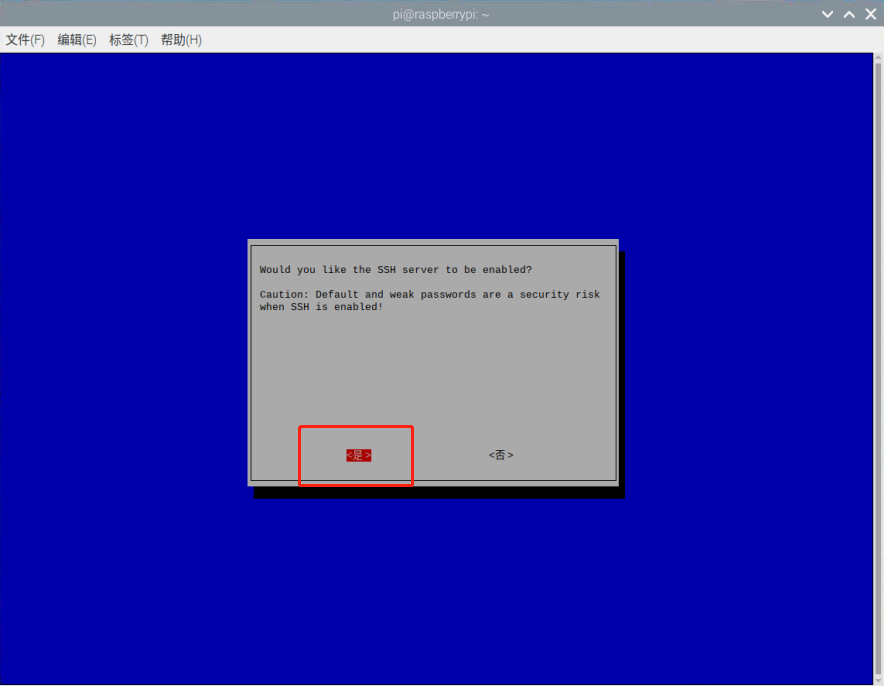 pi@raspberrypi: ~
文件(F) 编辑(E) 标签(T) 帮助(H)
Would you like the SSH server to be enabled?
Caution: Default and weak passwords are a security risk
when SSH is enabled!
<是> <否>